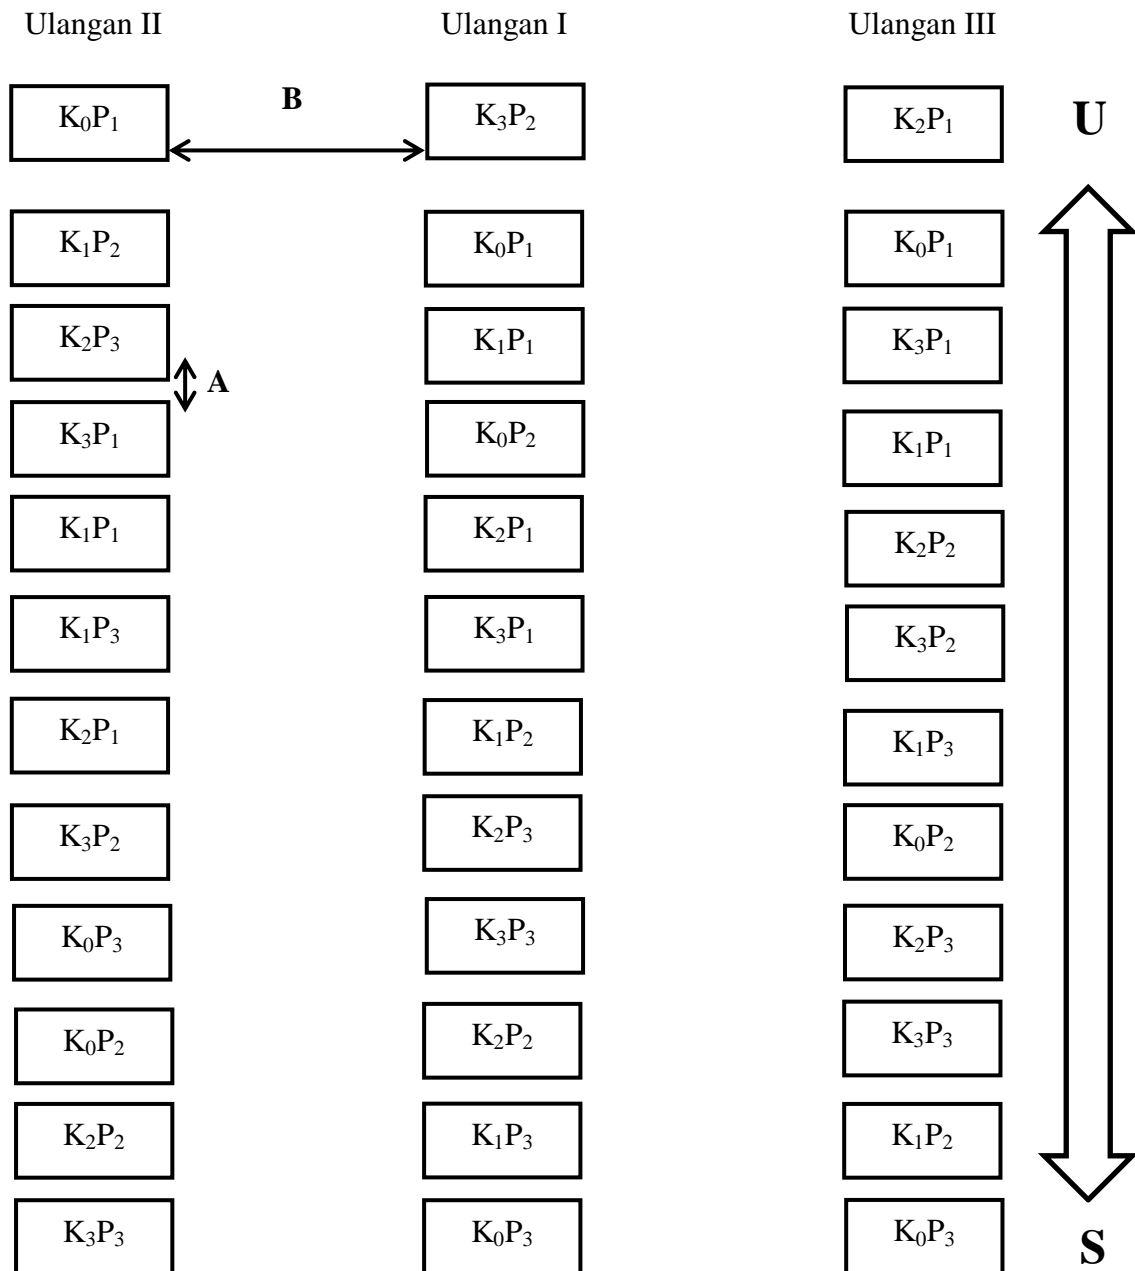 Ulangan II Ulangan I Ulangan III
K₀P₁ B K₃P₂ K₂P₁ U
K₁P₂ K₀P₁ K₀P₁
K₂P₃ K₁P₁ K₃P₁
A
K₃P₁ K₀P₂ K₁P₁
K₁P₁ K₂P₁ K₂P₂
K₁P₃ K₃P₁ K₃P₂
K₂P₁ K₁P₂ K₁P₃
K₃P₂ K₂P₃ K₀P₂
K₀P₃ K₃P₃ K₂P₃
K₀P₂ K₂P₂ K₃P₃
K₂P₂ K₁P₃ K₁P₂
K₃P₃ K₀P₃ K₀P₃ S